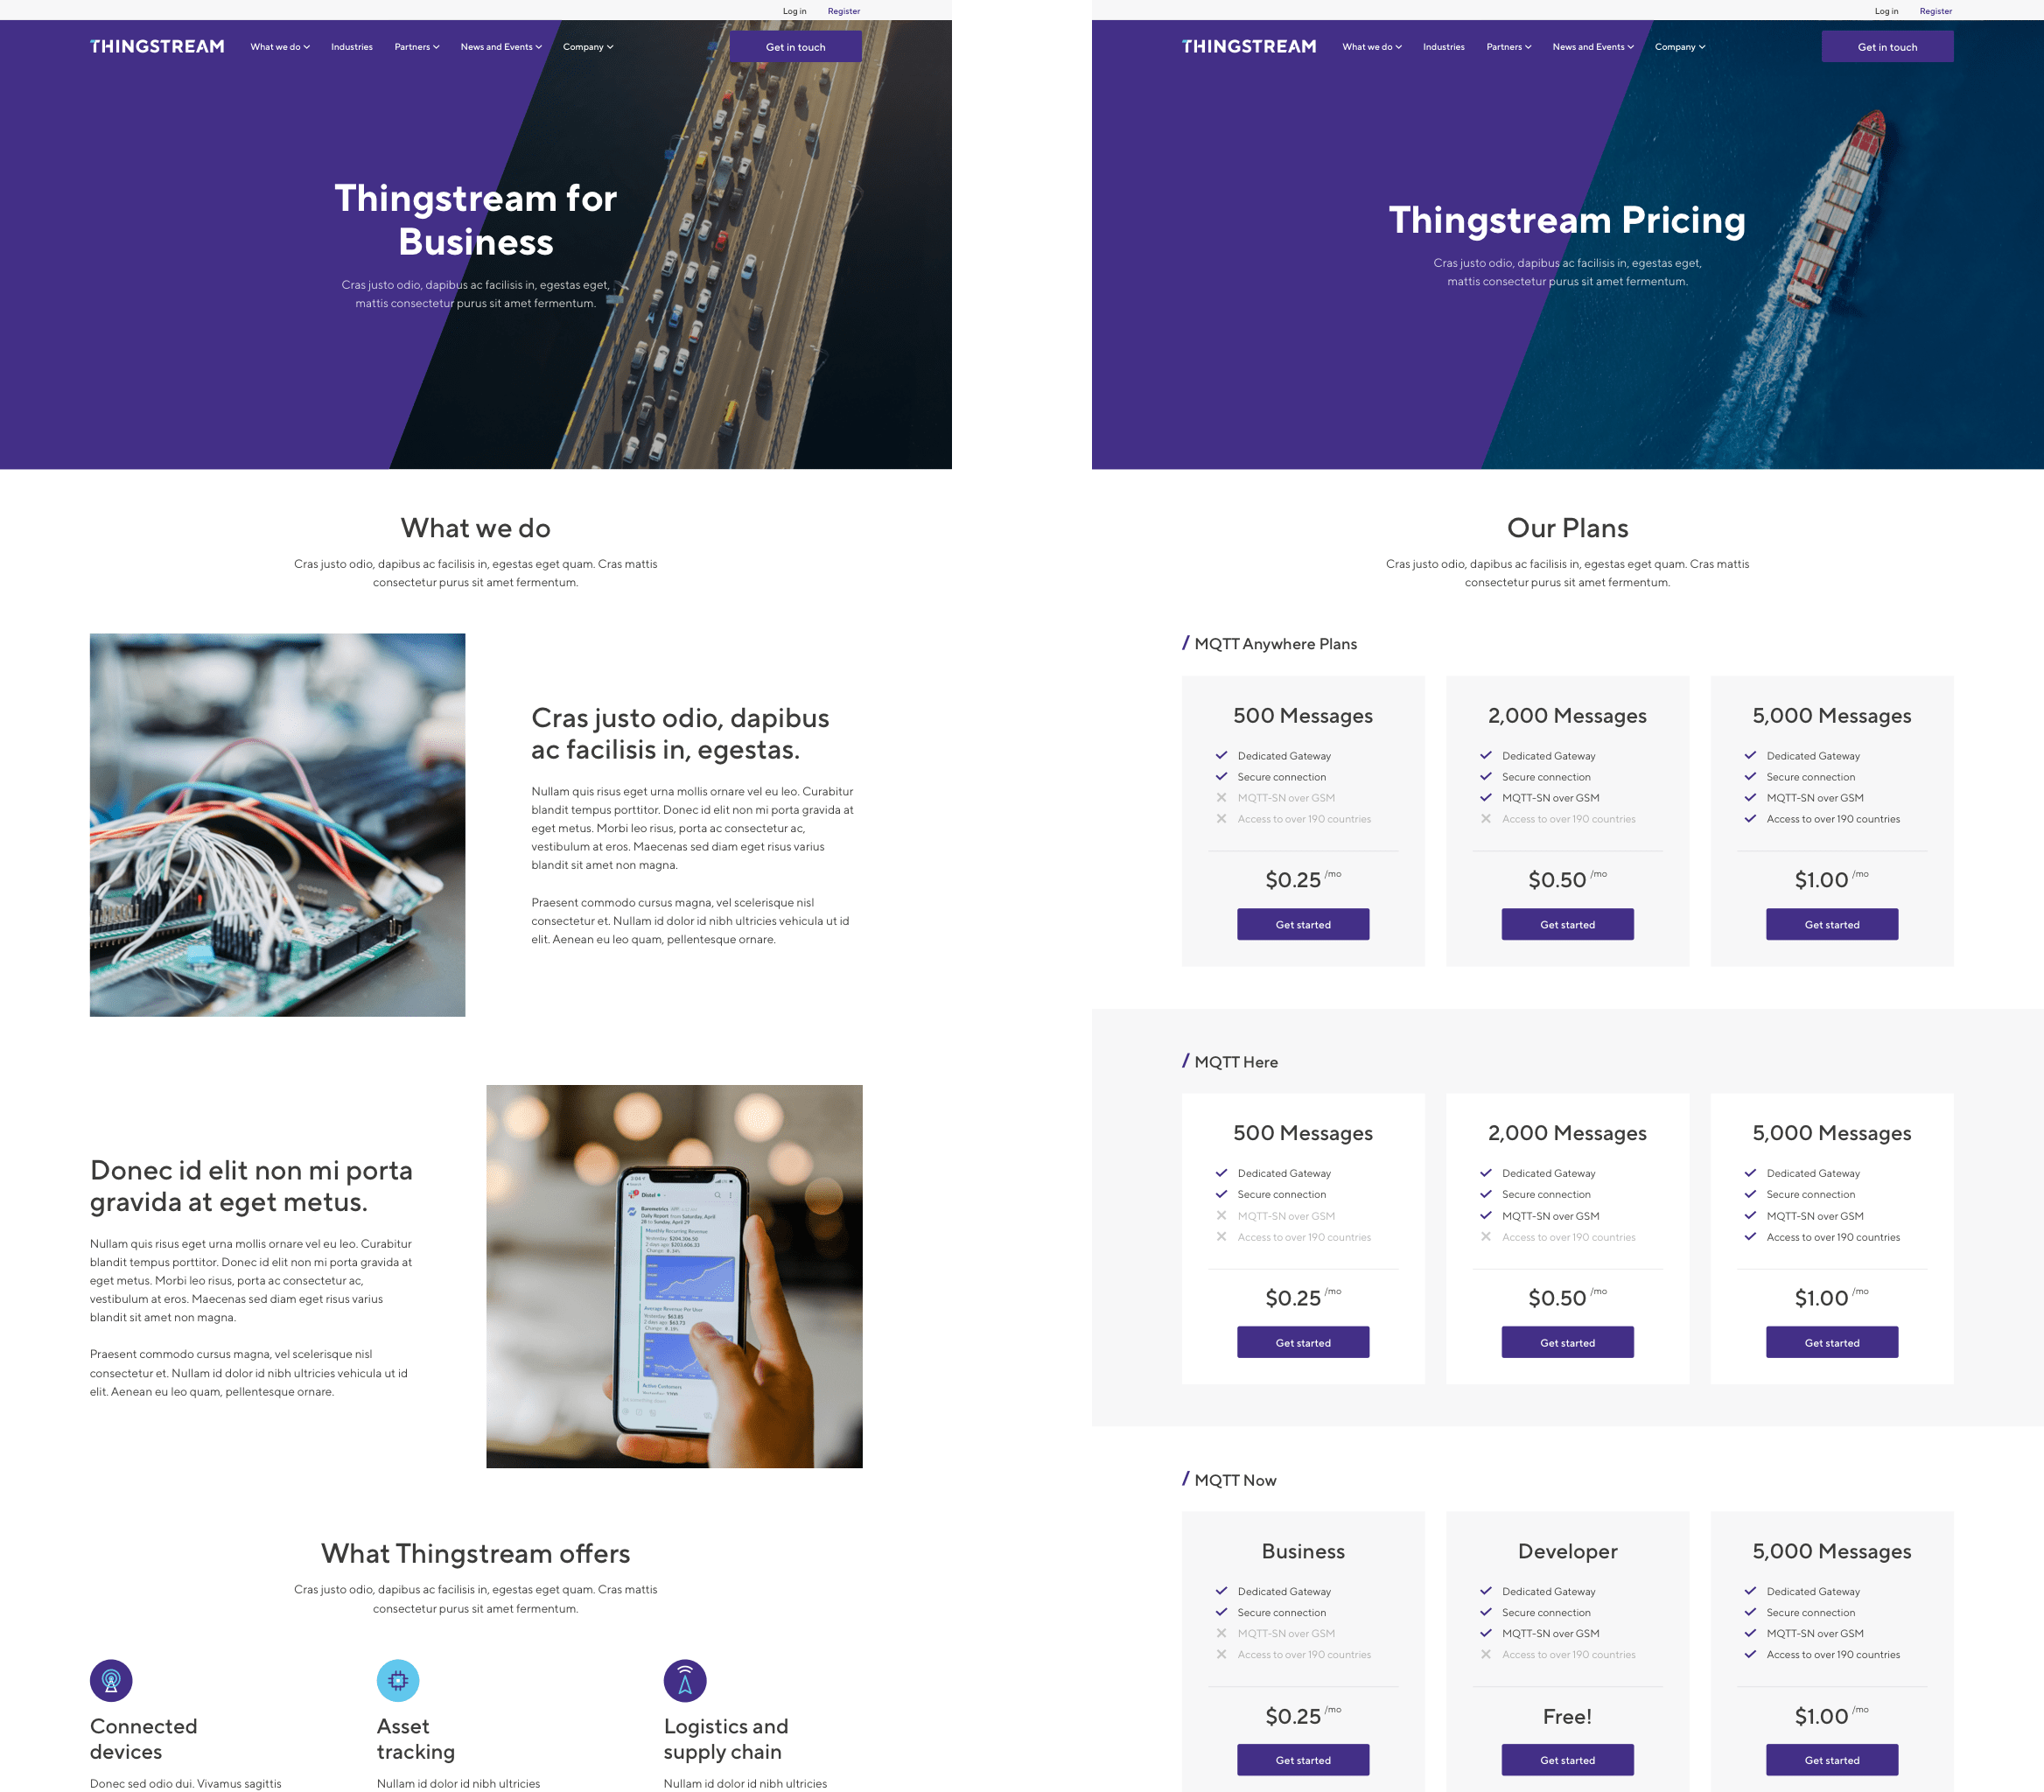 Log in Register
THINGSTREAM What we do Industries Partners News and Events Company Get in touch
Thingstream for
Business
Cras justo odio, dapibus ac facilisis in, egestas eget,
mattis consectetur purus sit amet fermentum.
What we do
Cras justo odio, dapibus ac facilisis in, egestas eget quam. Cras mattis
consectetur purus sit amet fermentum.
Cras justo odio, dapibus
ac facilisis in, egestas.
Nullam quis risus eget urna mollis ornare vel eu leo. Curabitur
blandit tempus porttitor. Donec id elit non mi porta gravida at
eget metus. Morbi leo risus, porta ac consectetur ac,
vestibulum at eros. Maecenas sed diam eget risus varius
blandit sit amet non magna.
Praesent commodo cursus magna, vel scelerisque nisl
consectetur et. Nullam id dolor id nibh ultricies vehicula ut id
elit. Aenean eu leo quam, pellentesque ornare.
Donec id elit non mi porta
gravida at eget metus.
Nullam quis risus eget urna mollis ornare vel eu leo. Curabitur
blandit tempus porttitor. Donec id elit non mi porta gravida at
eget metus. Morbi leo risus, porta ac consectetur ac,
vestibulum at eros. Maecenas sed diam eget risus varius
blandit sit amet non magna.
Praesent commodo cursus magna, vel scelerisque nisl
consectetur et. Nullam id dolor id nibh ultricies vehicula ut id
elit. Aenean eu leo quam, pellentesque ornare.
Distel
Baremetrics
Daily Report from Saturday, April
28 to Sunday, April 29
Monthly Recurring Revenue
Average Revenue Per User
Active Customers
What Thingstream offers
Cras justo odio, dapibus ac facilisis in, egestas eget quam. Cras mattis
consectetur purus sit amet fermentum.
Connected
devices
Donec sed odio dui. Vivamus sagittis
Asset
tracking
Nullam id dolor id nibh ultricies
Logistics and
supply chain
Nullam id dolor id nibh ultricies
Log in Register
THINGSTREAM What we do Industries Partners News and Events Company Get in touch
Thingstream Pricing
Cras justo odio, dapibus ac facilisis in, egestas eget,
mattis consectetur purus sit amet fermentum.
Our Plans
Cras justo odio, dapibus ac facilisis in, egestas eget quam. Cras mattis
consectetur purus sit amet fermentum.
/ MQTT Anywhere Plans
500 Messages
Dedicated Gateway
Secure connection
MQTT-SN over GSM
Access to over 190 countries
$0.25 /mo
Get started
2,000 Messages
Dedicated Gateway
Secure connection
MQTT-SN over GSM
Access to over 190 countries
$0.50 /mo
Get started
5,000 Messages
Dedicated Gateway
Secure connection
MQTT-SN over GSM
Access to over 190 countries
$1.00 /mo
Get started
/ MQTT Here
500 Messages
Dedicated Gateway
Secure connection
MQTT-SN over GSM
Access to over 190 countries
$0.25 /mo
Get started
2,000 Messages
Dedicated Gateway
Secure connection
MQTT-SN over GSM
Access to over 190 countries
$0.50 /mo
Get started
5,000 Messages
Dedicated Gateway
Secure connection
MQTT-SN over GSM
Access to over 190 countries
$1.00 /mo
Get started
/ MQTT Now
Business
Dedicated Gateway
Secure connection
MQTT-SN over GSM
Access to over 190 countries
$0.25 /mo
Get started
Developer
Dedicated Gateway
Secure connection
MQTT-SN over GSM
Access to over 190 countries
Free!
Get started
5,000 Messages
Dedicated Gateway
Secure connection
MQTT-SN over GSM
Access to over 190 countries
$1.00 /mo
Get started